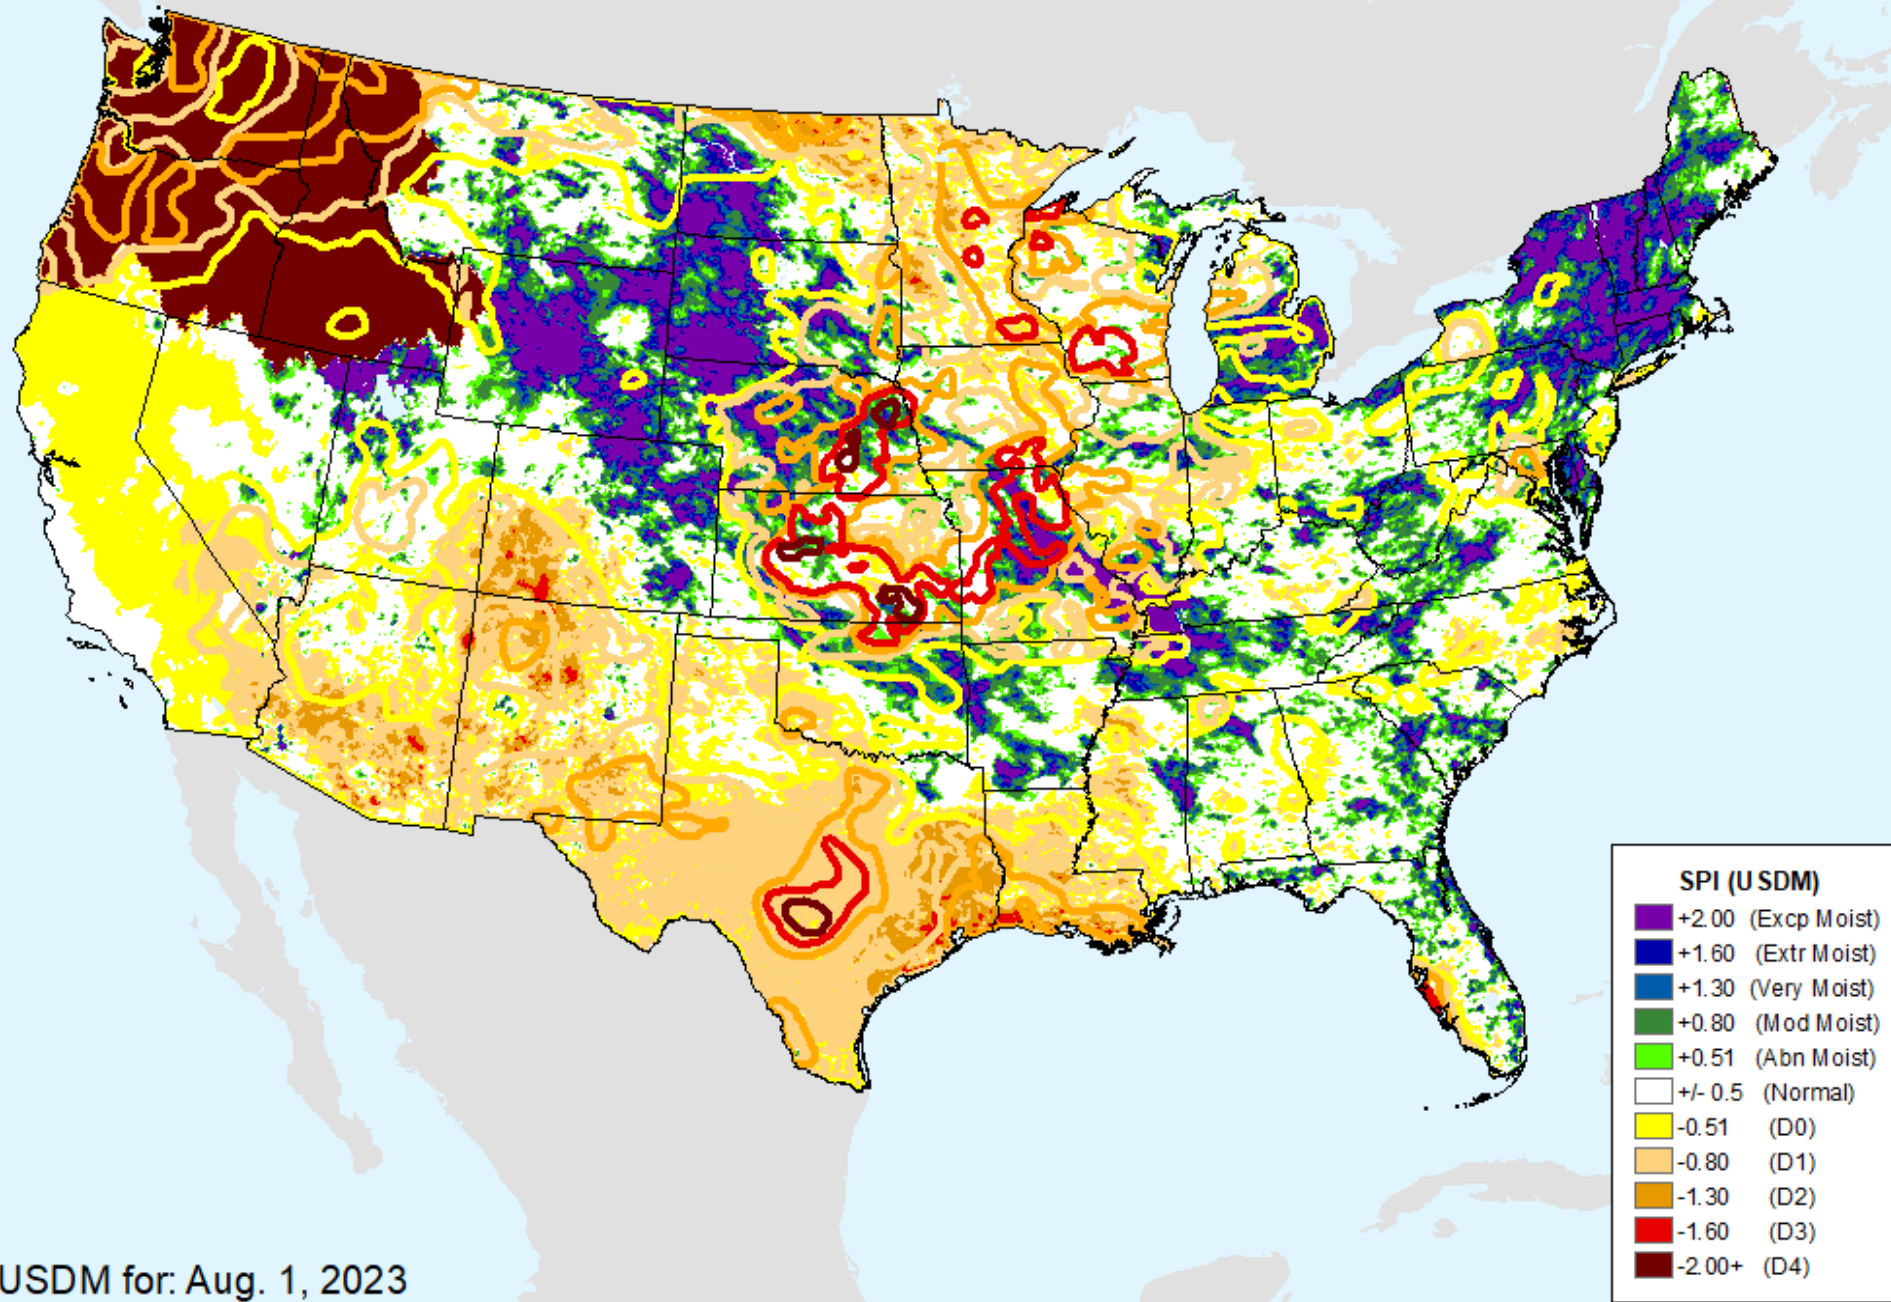 SPI (USDM)
+2.00 (Excp Moist)
+1.60 (Extr Moist)
+1.30 (Very Moist)
+0.80 (Mod Moist)
+0.51 (Abn Moist)
+/- 0.5 (Normal)
-0.51 (D0)
-0.80 (D1)
-1.30 (D2)
-1.60 (D3)
-2.00+ (D4)
USDM for: Aug. 1, 2023